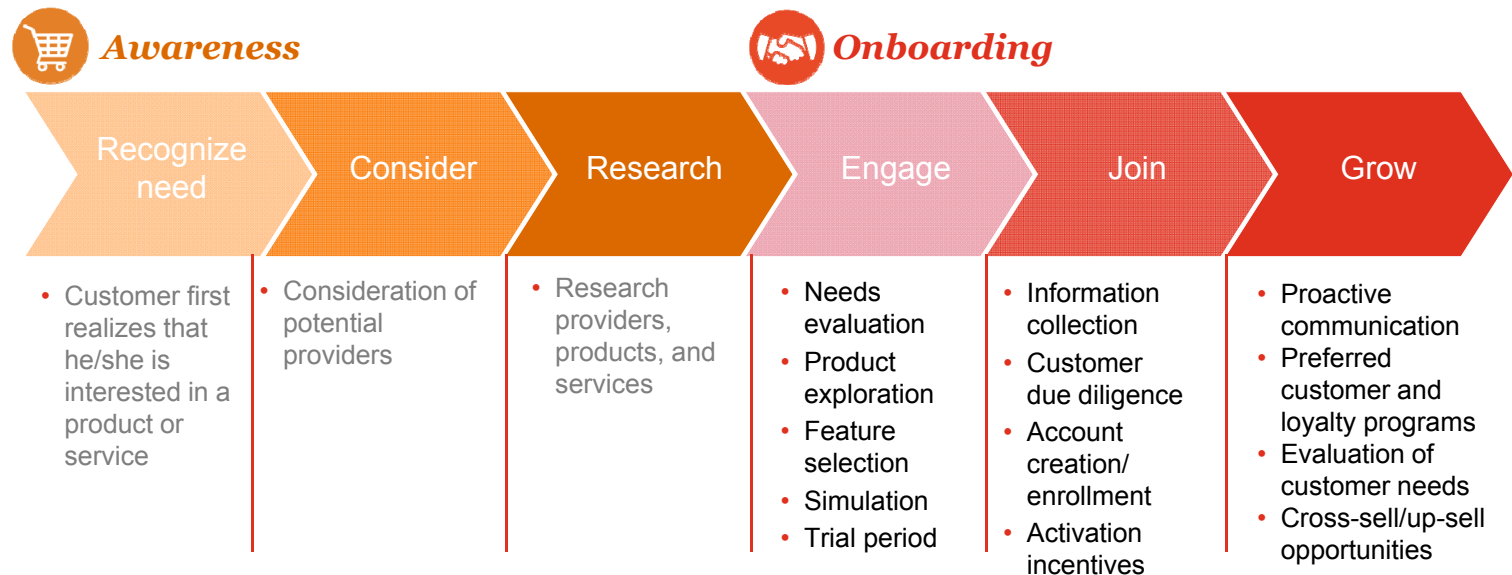 Awareness
Onboarding
Recognize
need
Consider
Research
Engage
Join
Grow
• Customer first
realizes that
he/she is
interested in a
product or
service
• Consideration of
potential
providers
• Research
providers,
products, and
services
• Needs
evaluation
• Product
exploration
• Feature
selection
• Simulation
• Trial period
• Information
collection
• Customer
due diligence
• Account
creation/
enrollment
• Activation
incentives
• Proactive
communication
• Preferred
customer and
loyalty programs
• Evaluation of
customer needs
• Cross-sell/up-sell
opportunities